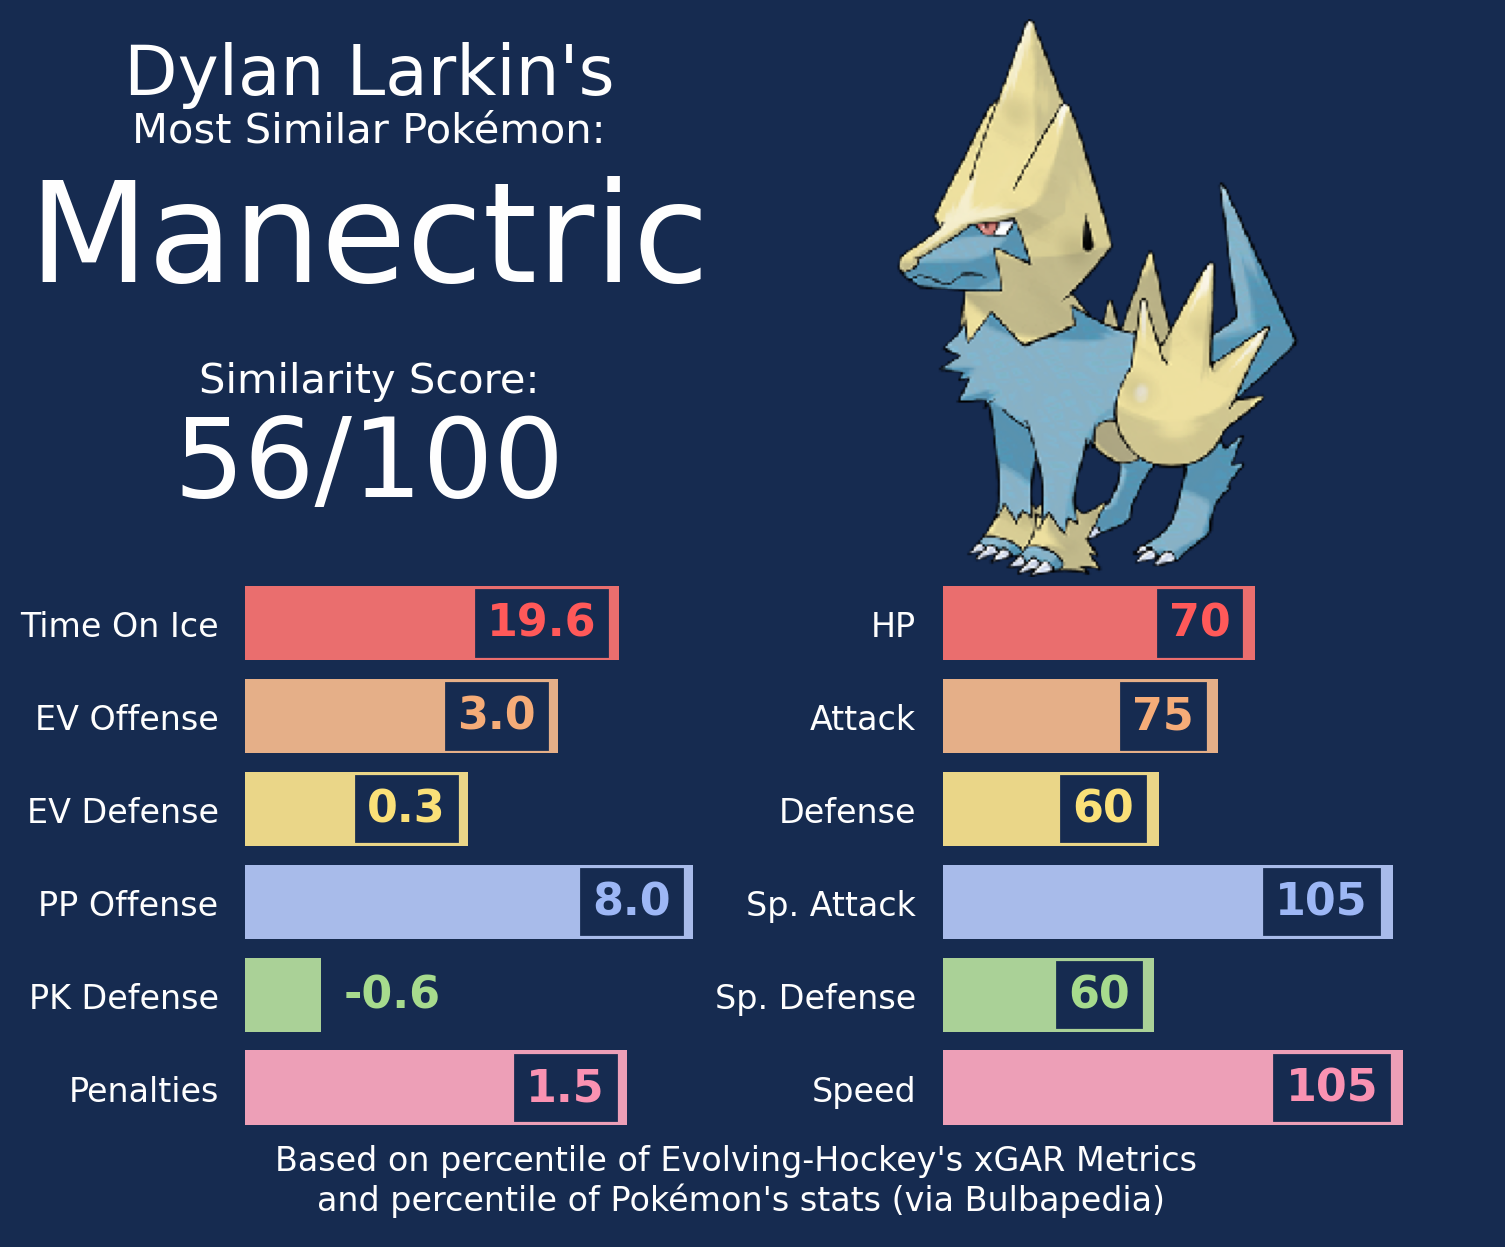 Dylan Larkin's
Most Similar Pokémon:
Manectric
Similarity Score:
56/100
Time On Ice 19.6
EV Offense 3.0
EV Defense 0.3
PP Offense 8.0
PK Defense -0.6
Penalties 1.5
HP 70
Attack 75
Defense 60
Sp. Attack 105
Sp. Defense 60
Speed 105
Based on percentile of Evolving-Hockey's xGAR Metrics
and percentile of Pokémon's stats (via Bulbapedia)